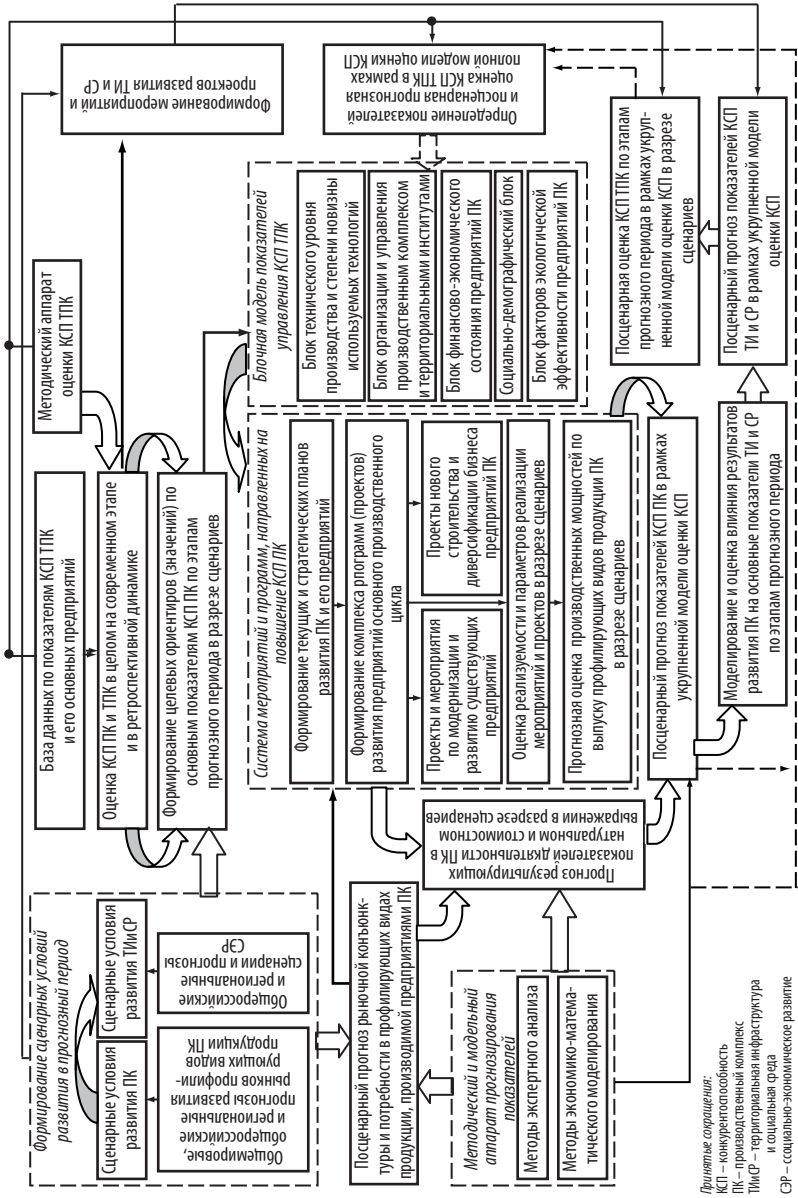 Формирование сценарных условий
развития в прогнозный период
Сценарные условия
развития ПК
Сценарные условия
развития ТИиСР
Общемировые,
общероссийские
и региональные
прогнозы развития
рынков профили-
рующих видов
продукции ПК
Общероссийские
и региональные
сценарии и прогнозы
СЭР
База данных по показателям КСП ТПК
и его основных предприятий
Методический аппарат
оценки КСП ТПК
Оценка КСП ПК и ТПК в целом на современном этапе
и в ретроспективной динамике
Формирование целевых ориентиров (значений) по
основным показателям КСП ПК по этапам
прогнозного периода в разрезе сценариев
Формирование мероприятий и
проектов развития ТИ и СР
Сценарный прогноз рыночной конъюнк-
туры и потребности в профилирующих видах
продукции, производимой предприятиями ПК
Система мероприятий и программ, направленных на
повышение КСП ПК
Формирование текущих и стратегических планов
развития ПК и его предприятий
Формирование комплекса рпограмм (проектов)
развития предприятий основного производственного
цикла
Проекты и мероприятия
по модернизации и
развитию существующих
предприятий
Проекты нового
строительства и
диверсификации бизнеса
предприятий ПК
Оценка реализуемости и параметров реализации
мероприятий и проектов в разрезе сценариев
Прогнозная оценка производственных мощностей по
выпуску профилирующих видов продукции ПК
в разрезе сценариев
Блочная модель показателей
управления КСП ТПК
Блок технического уровня
производства и степени новизны
используемых технологий
Блок организации и управления
производственным комплексом
и территориальными институтами
Блок финансово-экономического
состояния предприятий ПК
Социально-демографический блок
Блок факторов экологической
эффективности предприятий ПК
Определение показателей
и посценарная прогнозная
оценка КСП ТПК в рамках
полной модели оценки КСП
Методический и модельный
аппарат прогнозирования
показателей
Методы экспертного анализа
Методы экономико-матема-
тического моделирования
Прогноз результирующих
показателей деятельности ПК в
натуральном и стоимостном
выражении в разрезе сценариев
Посценарный прогноз показателей КСП ПК в рамках
укрупненной модели оценки КСП
Посценарная оценка КСП ТПК по этапам
прогнозного периода в рамках укруп-
ненной модели оценки КСП в разрезе
сценариев
Моделирование и оценка влияния результатов
развития ПК на основные показатели ТИ и СР
по этапам прогнозного периода
Посценарный прогноз показателей КСП
ТИ и СР в рамках укрупненной модели
оценки КСП
Принятые сокращения:
КСП – конкурентоспособность
ПК – производственный комплекс
ТИиСР – территориальная инфраструктура
и социальная среда
СЭР – ссоциально-экономическое развитие